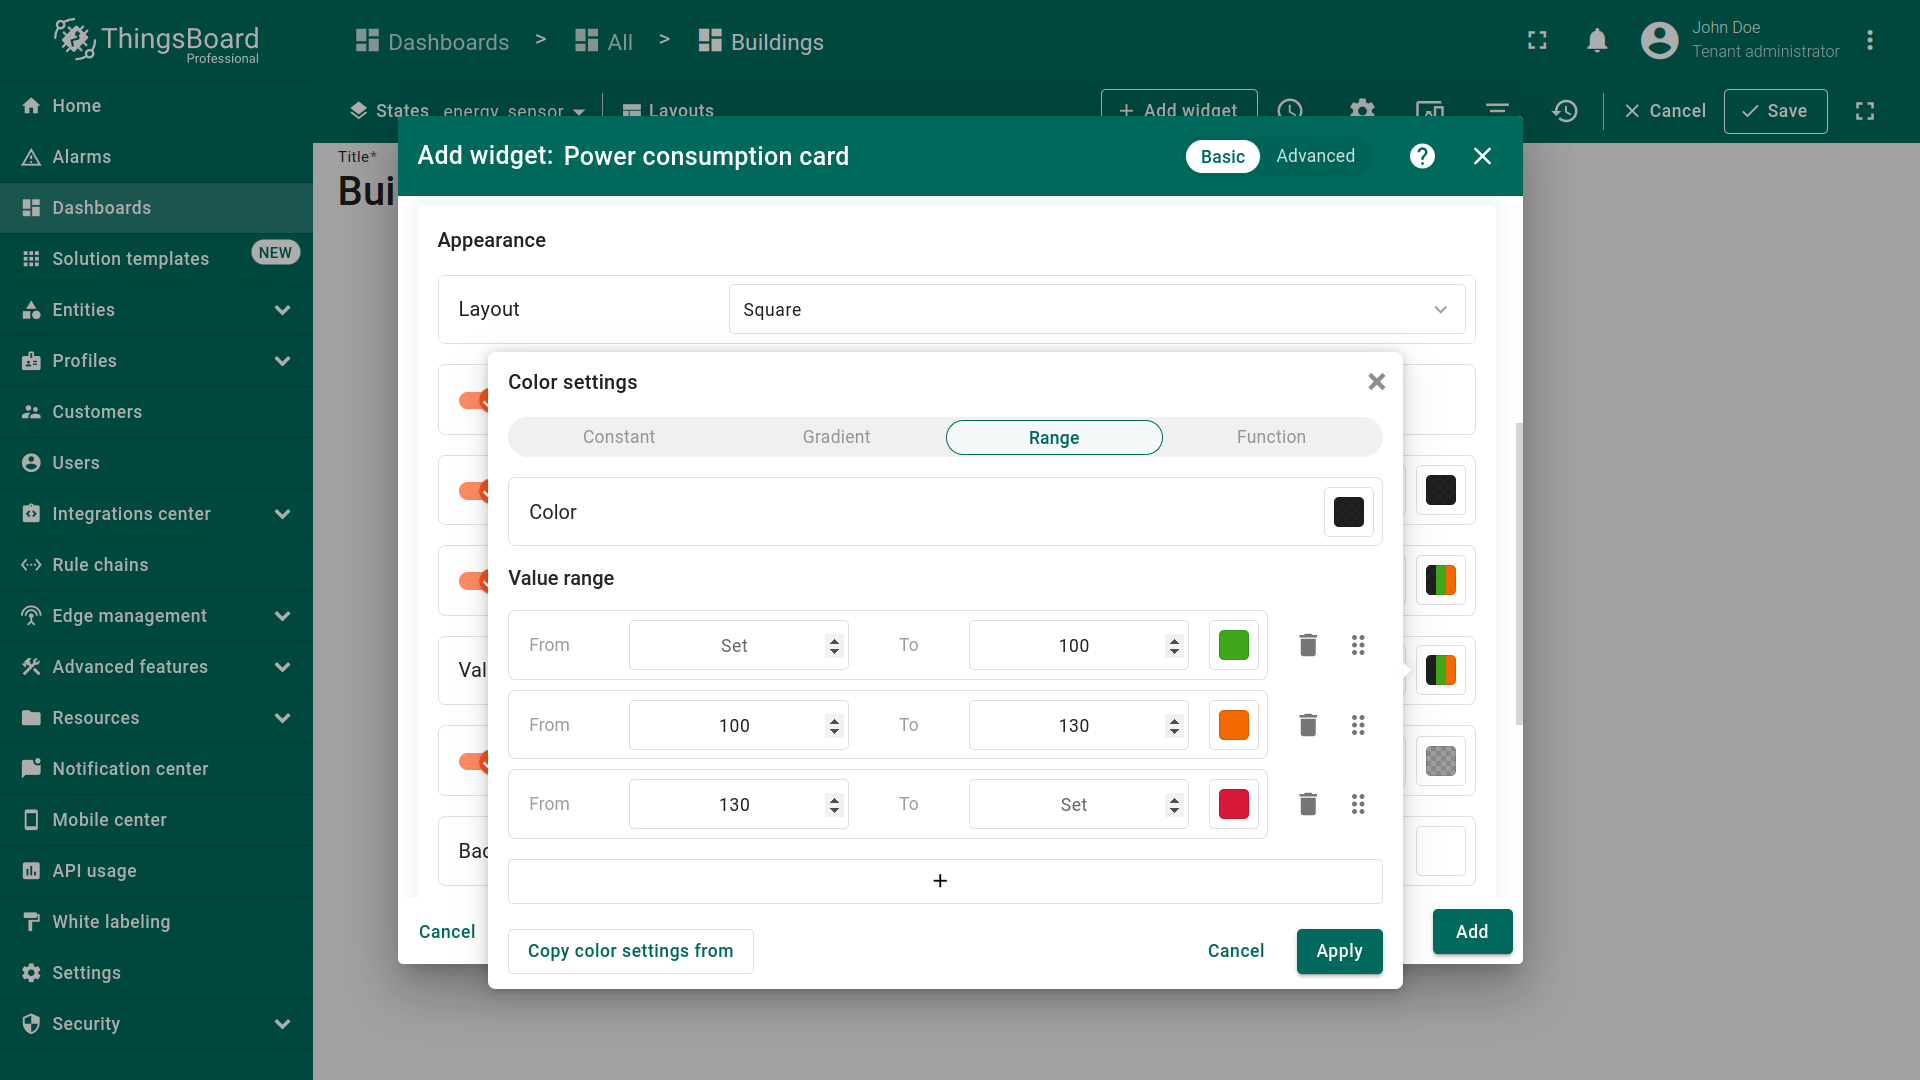 ThingsBoard
Professional
Dashboards > All > Buildings
John Doe
Tenant administrator
States energy_sensor Layouts
Add widget
Cancel
Save
Home
Alarms
Dashboards
Solution templates NEW
Entities
Profiles
Customers
Users
Integrations center
Rule chains
Edge management
Advanced features
Resources
Notification center
Mobile center
API usage
White labeling
Settings
Security
Title*
Bui
Add widget: Power consumption card
Basic Advanced
Appearance
Layout Square
Val
Bac
Cancel
Add
Color settings
Constant Gradient Range Function
Color
Value range
From Set To 100
From 100 To 130
From 130 To Set
+
Copy color settings from
Cancel Apply